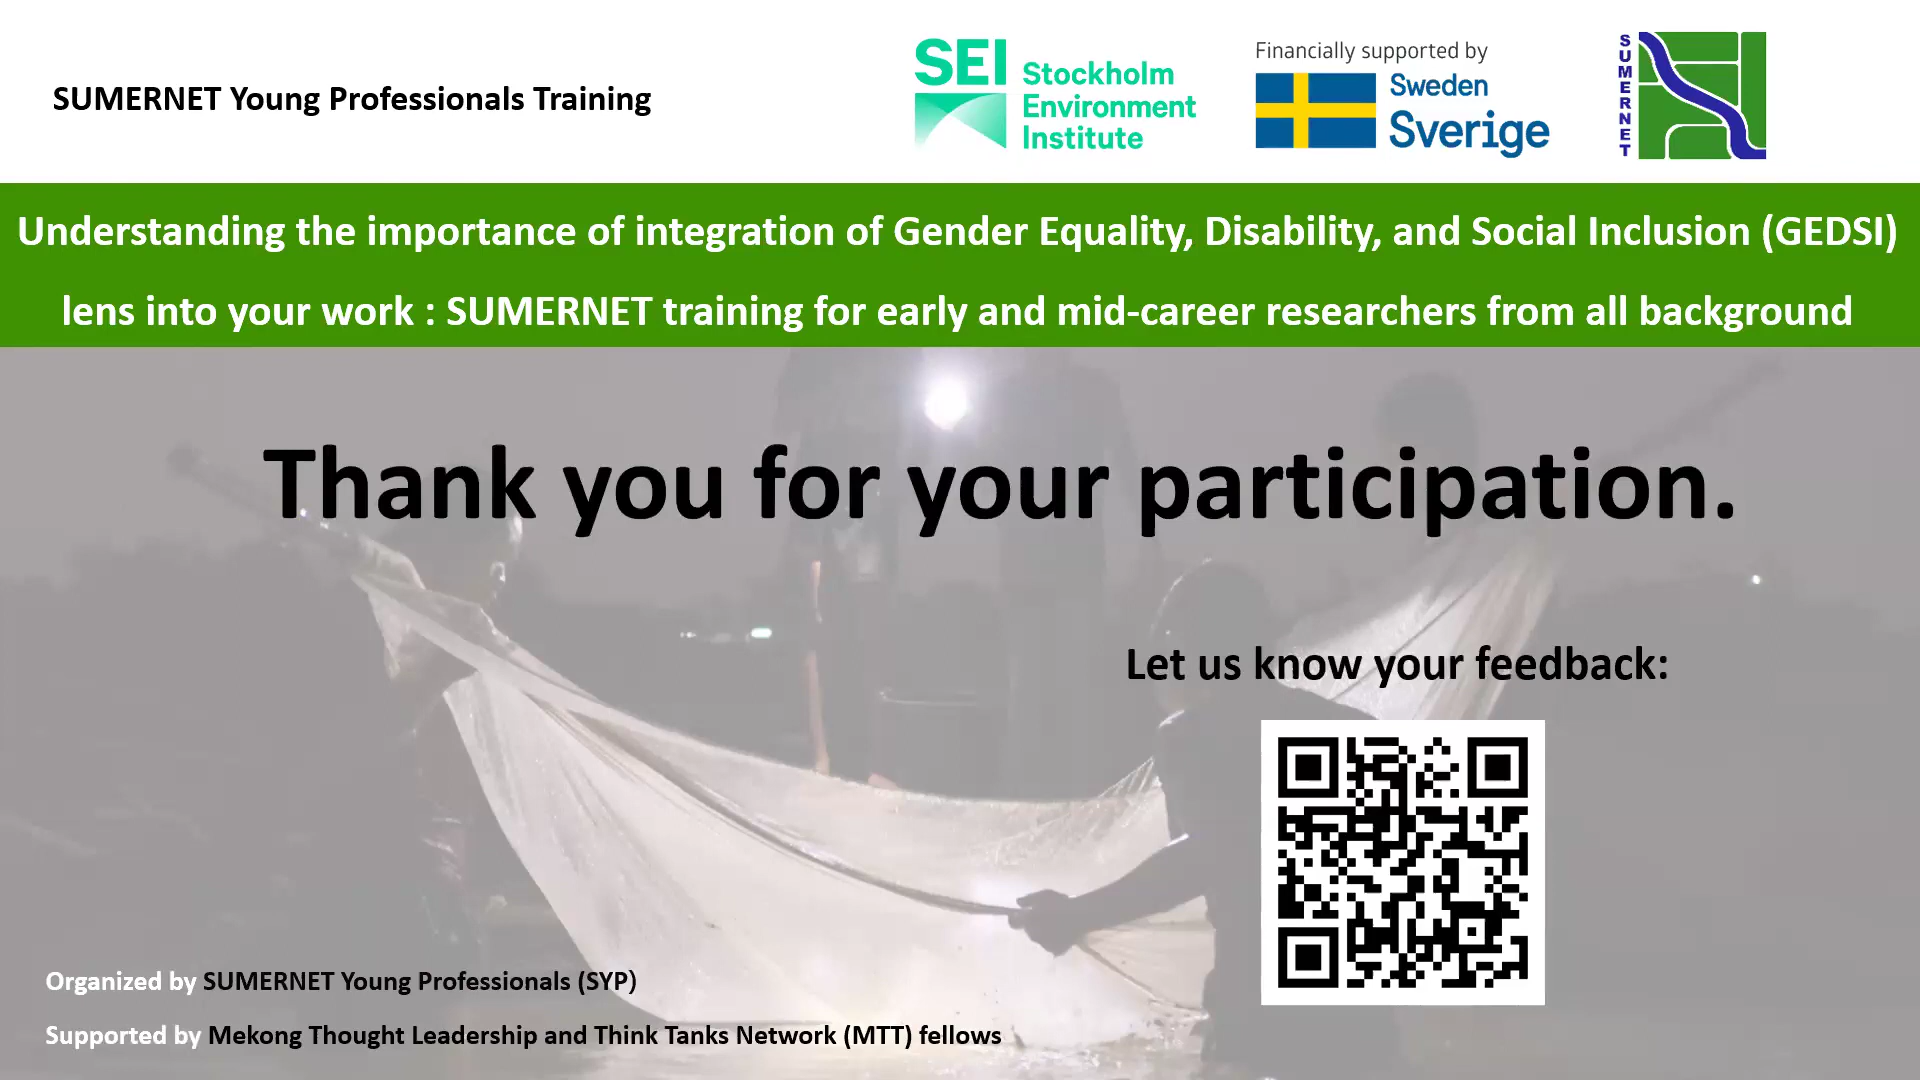 SUMERNET Young Professionals Training
SEI
Stockholm
Environment
Institute
Financially supported by
Sweden
Sverige
SUMERNET
Understanding the importance of integration of Gender Equality, Disability, and Social Inclusion (GEDSI)
lens into your work : SUMERNET training for early and mid-career researchers from all background
Thank you for your participation.
Let us know your feedback:
Organized by SUMERNET Young Professionals (SYP)
Supported by Mekong Thought Leadership and Think Tanks Network (MTT) fellows